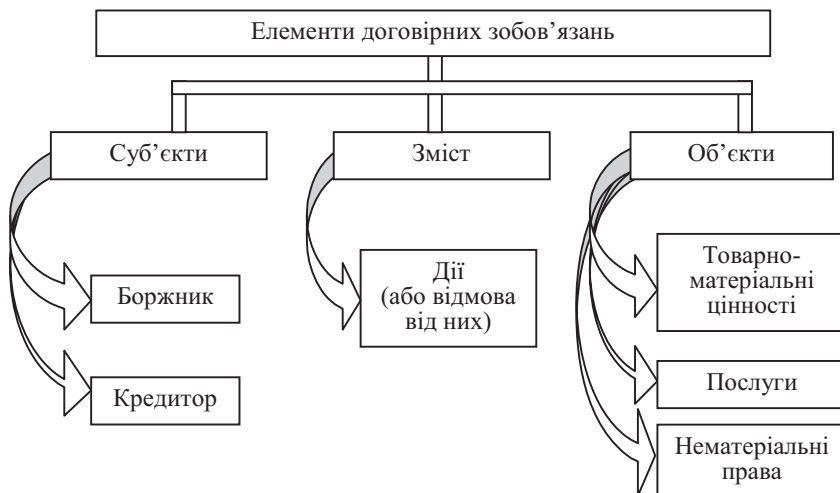 Елементи договірних зобов’язань
Суб’єкти
Зміст
Об’єкти
Боржник
Кредитор
Дії
(або відмова
від них)
Товарно-
матеріальні
цінності
Послуги
Нематеріальні
права